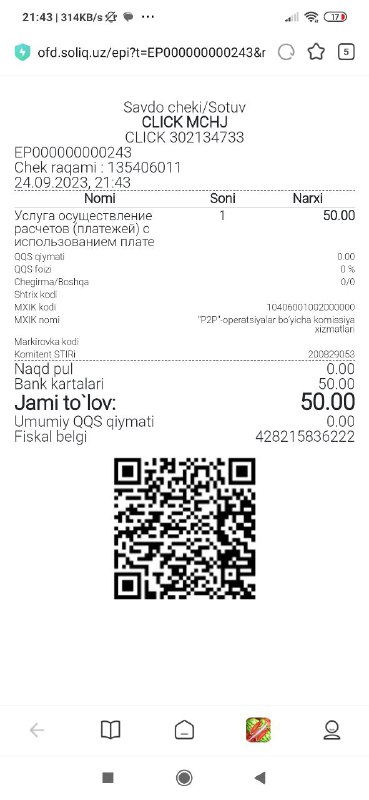 21:43 | 314KB/s ... 17
ofd.soliq.uz/epi?t=EP000000000243&r 5
Savdo cheki/Sotuv
CLICK MCHJ
CLICK 302134733
EP000000000243
Chek raqami : 135406011
24.09.2023, 21:43
Nomi Soni Narxi
Услуга осуществление 1 50.00
расчетов (платежей) с
использованием плате
QQS qiymati 0.00
QQS foizi 0 %
Chegirma/Boshqa 0/0
Shtrix kodi
MXIK kodi 10406001002000000
MXIK nomi "P2P"-operatsiyalar bo'yicha komissiya
xizmatlari
Markirovka kodi
Komitent STIRi 200829053
Naqd pul 0.00
Bank kartalari 50.00
Jami to`lov: 50.00
Umumiy QQS qiymati 0.00
Fiskal belgi 428215836222